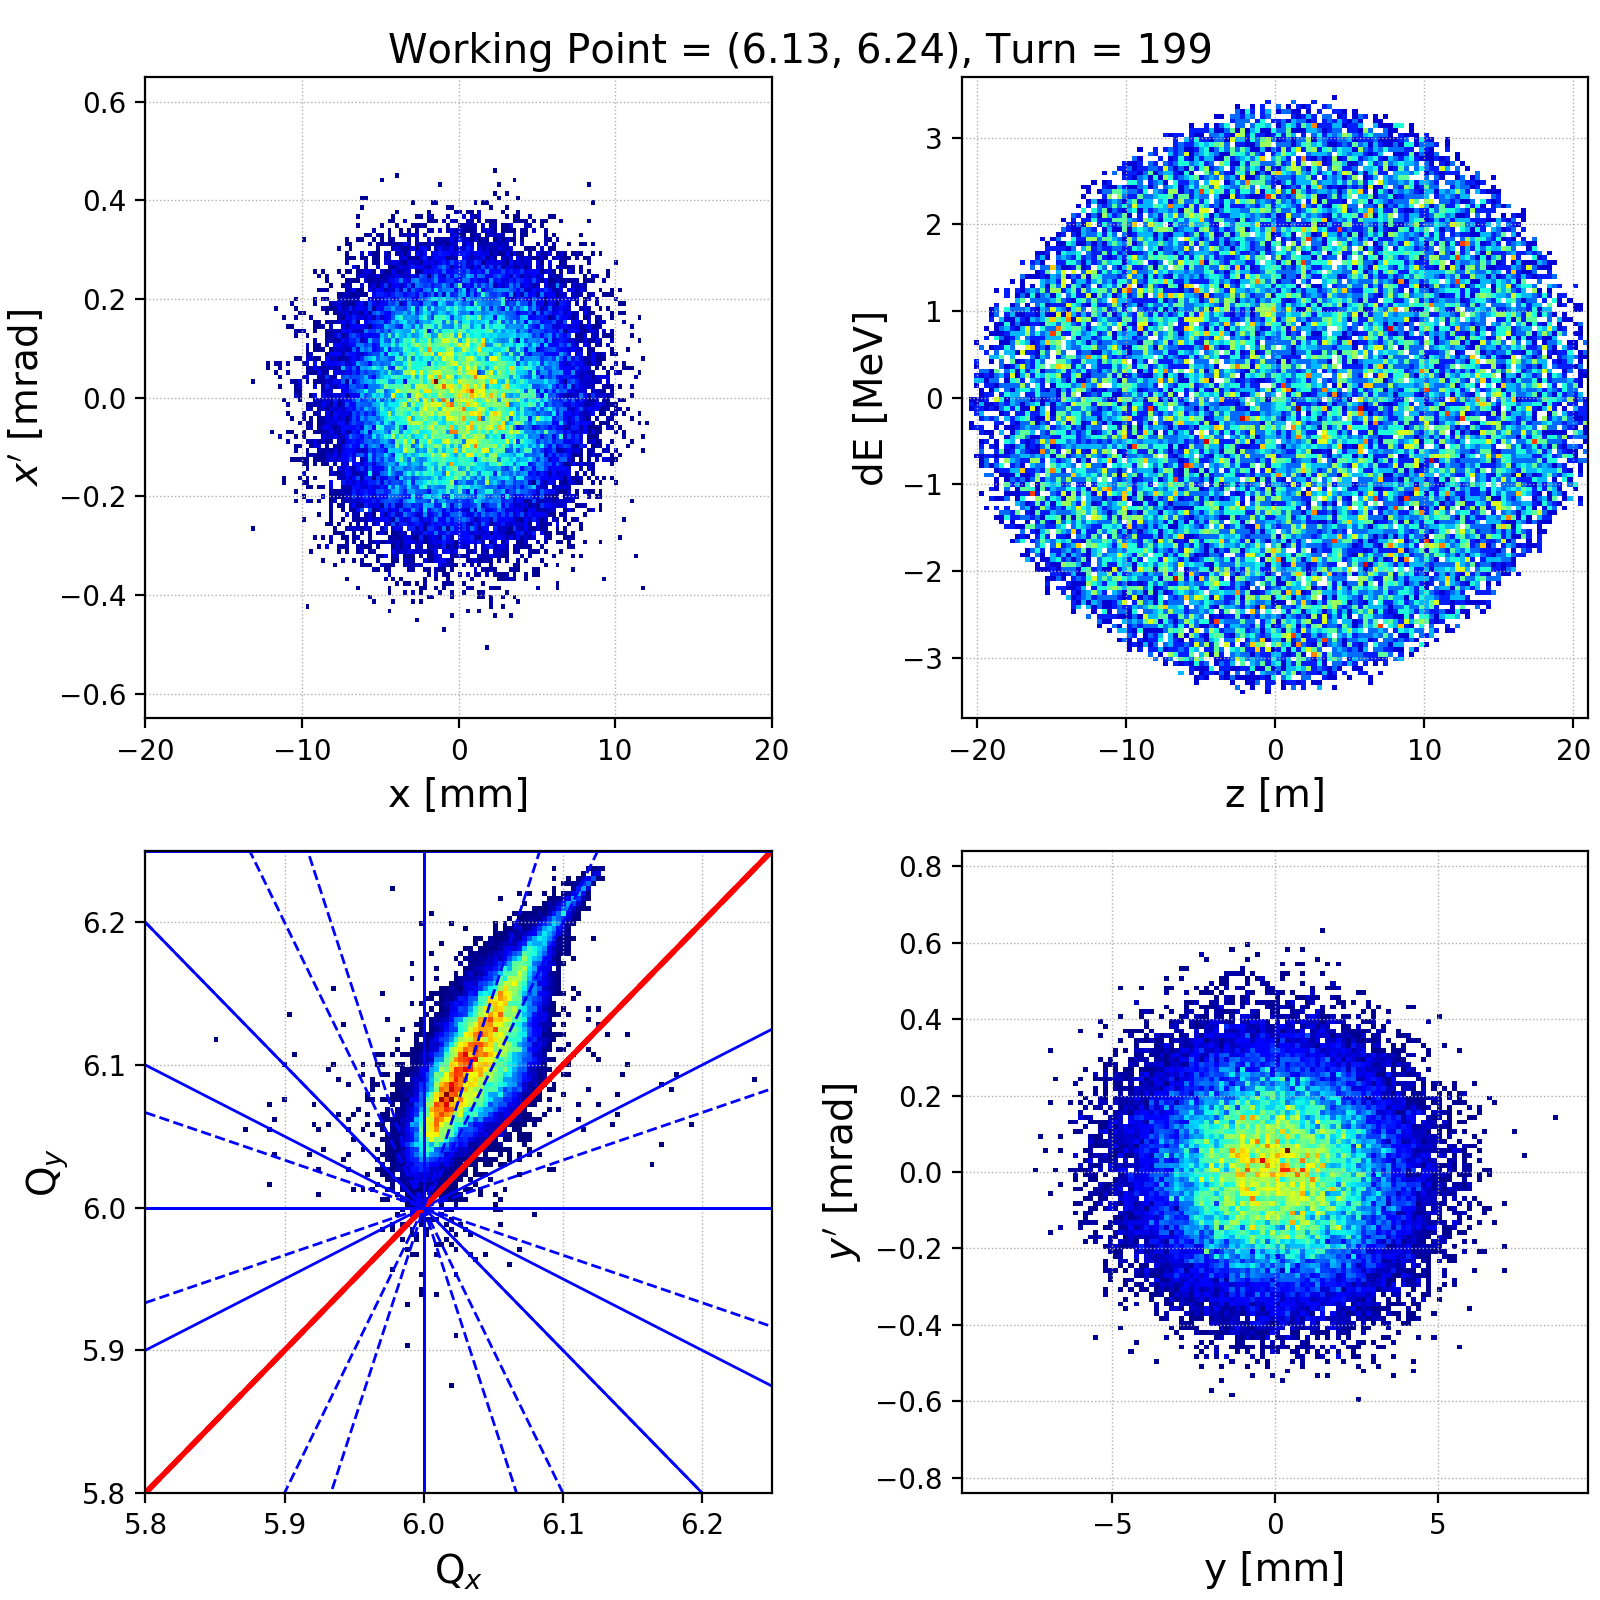 Working Point = (6.13, 6.24), Turn = 199
0.6
0.4
0.2
0.0
−0.2
−0.4
−0.6
x′ [mrad]
−20 −10 0 10 20
x [mm]
3
2
1
0
−1
−2
−3
dE [MeV]
−20 −10 0 10 20
z [m]
6.2
6.1
6.0
5.9
5.8
Qy
5.8 5.9 6.0 6.1 6.2
Qx
0.8
0.6
0.4
0.2
0.0
−0.2
−0.4
−0.6
−0.8
y′ [mrad]
−5 0 5
y [mm]